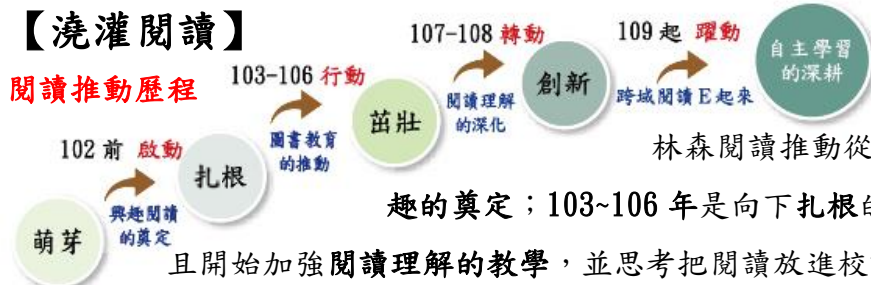 【澆灌閱讀】
閱讀推動歷程
萌芽
102 前 啟動
興趣閱讀
的奠定
扎根
103-106 行動
圖書教育
的推動
茁壯
107-108 轉動
閱讀理解
的深化
創新
109 起 躍動
跨域閱讀 E 起來
自主學習
的深耕
林森閱讀推動從
趣的奠定；103~106 年是向下扎根的
且開始加強閱讀理解的教學，並思考把閱讀放進校